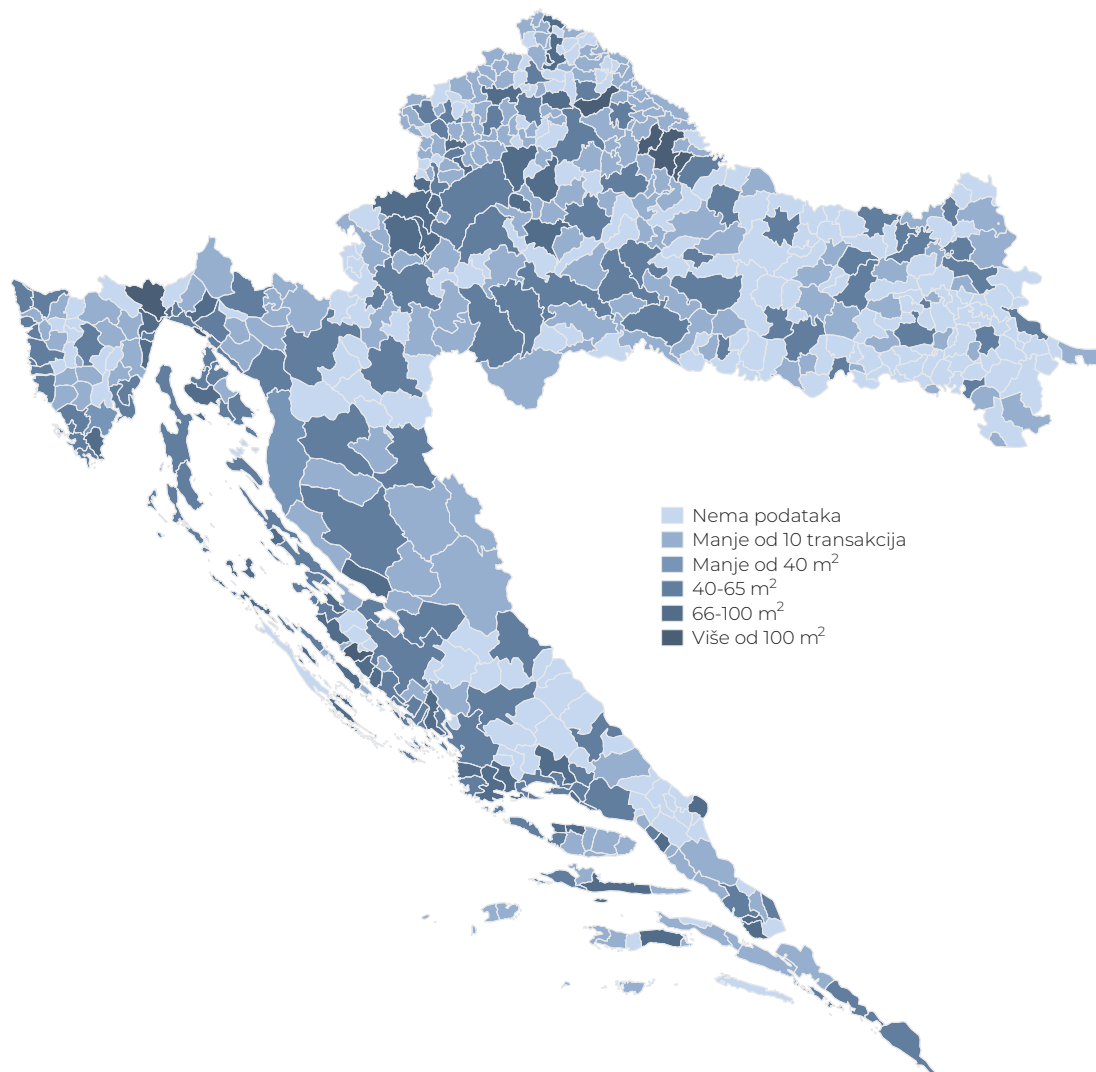 Nema podataka
Manje od 10 transakcija
Manje od 40 m²
40-65 m²
66-100 m²
Više od 100 m²